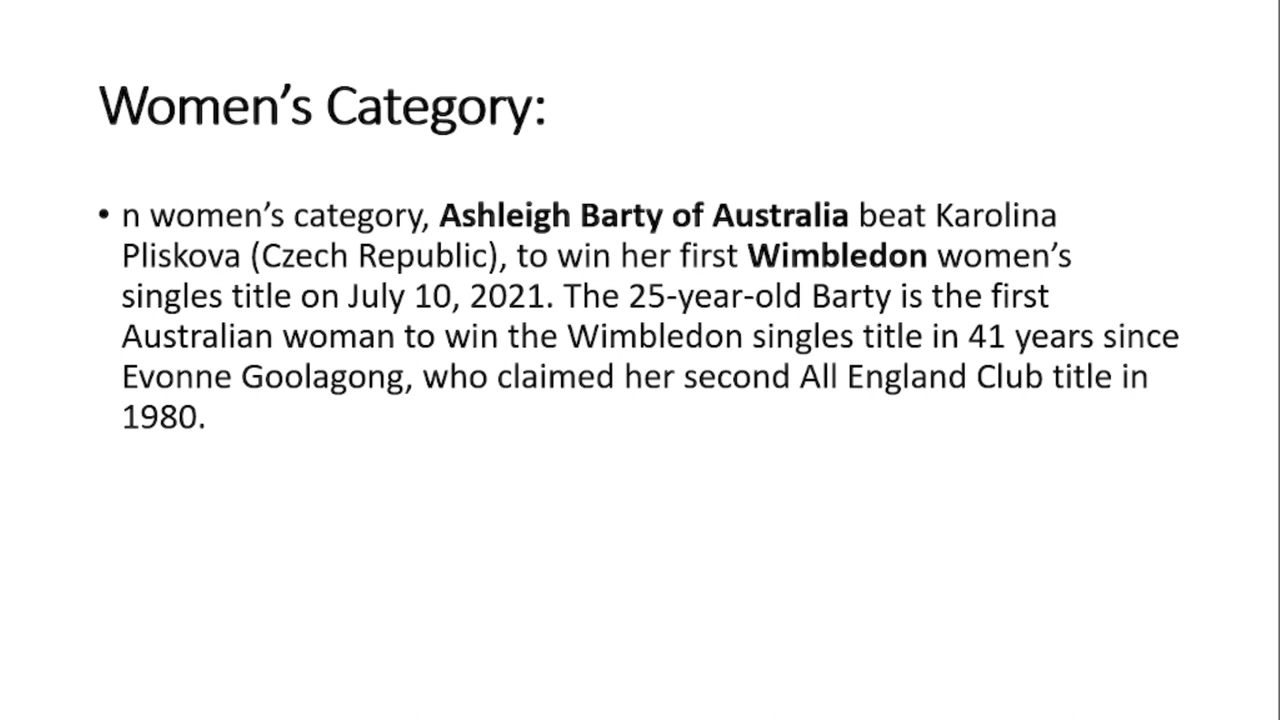 Women’s Category:
• n women’s category, Ashleigh Barty of Australia beat Karolina
Pliskova (Czech Republic), to win her first Wimbledon women’s
singles title on July 10, 2021. The 25-year-old Barty is the first
Australian woman to win the Wimbledon singles title in 41 years since
Evonne Goolagong, who claimed her second All England Club title in
1980.